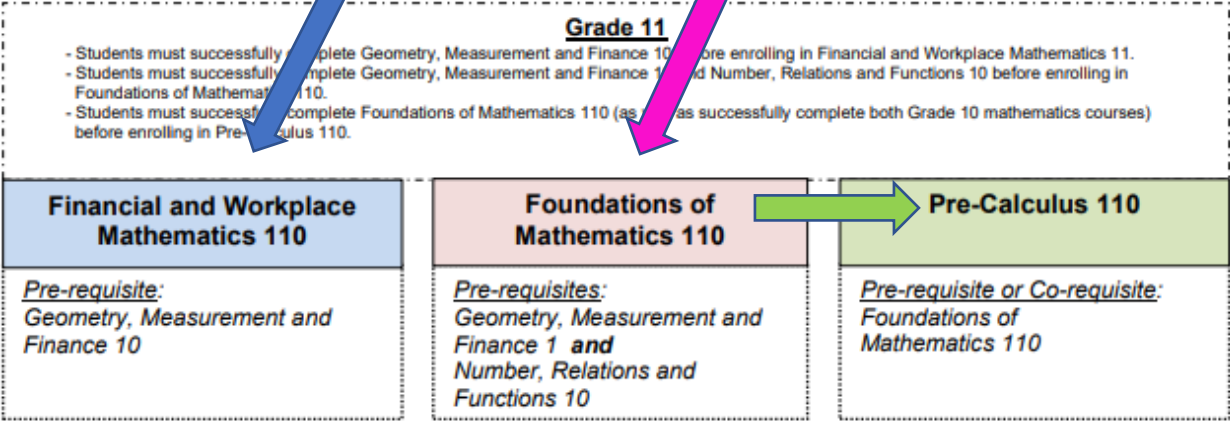 Grade 11
- Students must successfully complete Geometry, Measurement and Finance 10 before enrolling in Financial and Workplace Mathematics 11.
- Students must successfully complete Geometry, Measurement and Finance 1 and Number, Relations and Functions 10 before enrolling in
Foundations of Mathematics 110.
- Students must successfully complete Foundations of Mathematics 110 (as as successfully complete both Grade 10 mathematics courses)
before enrolling in Pre-Calculus 110.
Financial and Workplace
Mathematics 110
Pre-requisite:
Geometry, Measurement and
Finance 10
Foundations of
Mathematics 110
Pre-requisites:
Geometry, Measurement and
Finance 1 and
Number, Relations and
Functions 10
Pre-Calculus 110
Pre-requisite or Co-requisite:
Foundations of
Mathematics 110